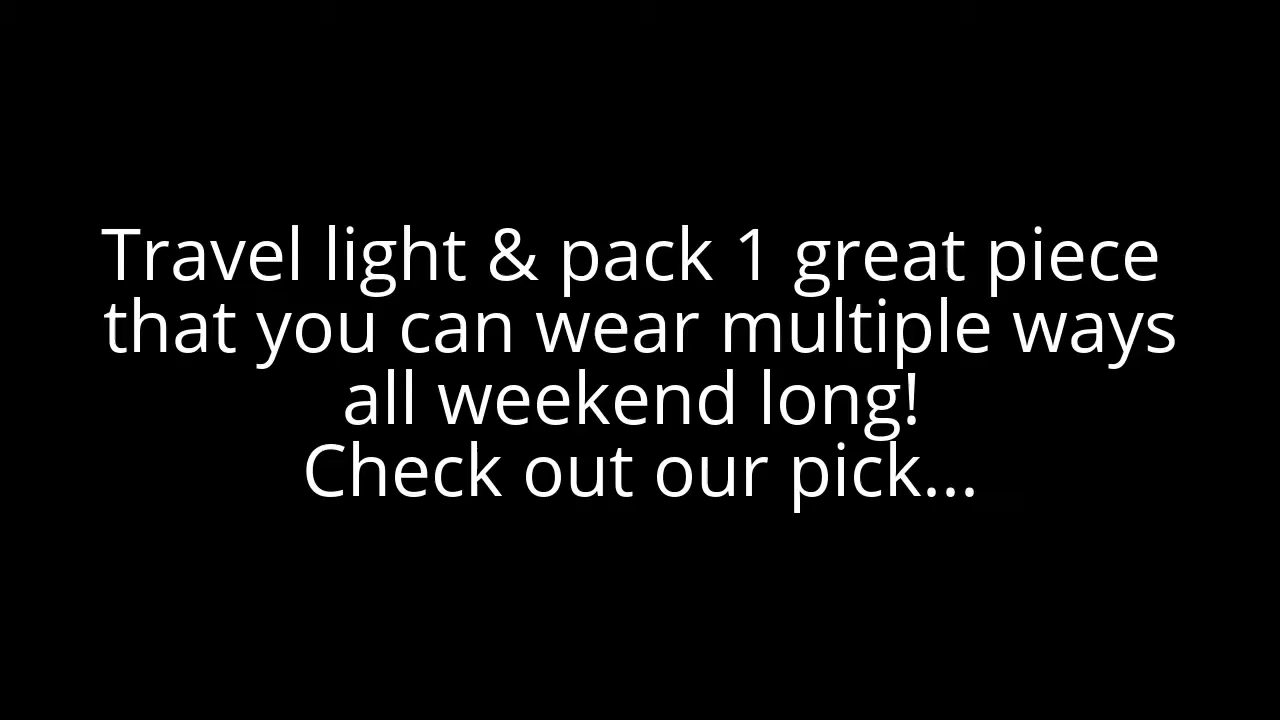 Travel light & pack 1 great piece
that you can wear multiple ways
all weekend long!
Check out our pick...